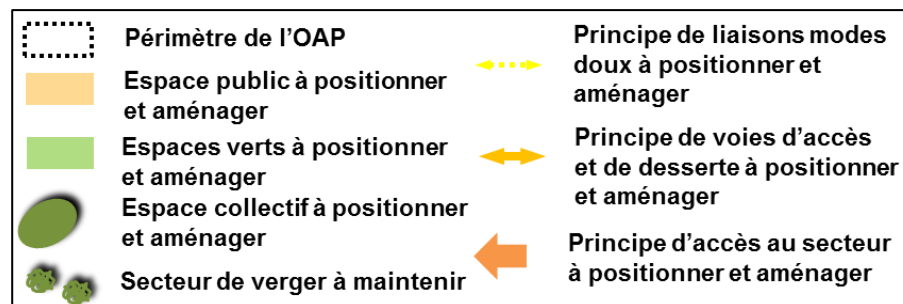 Périmètre de l'OAP
Espace public à positionner
et aménager
Espaces verts à positionner
et aménager
Espace collectif à positionner
et aménager
Secteur de verger à maintenir
Principe de liaisons modes
doux à positionner et
aménager
Principe de voies d'accès
et de desserte à positionner
et aménager
Principe d'accès au secteur
à positionner et aménager